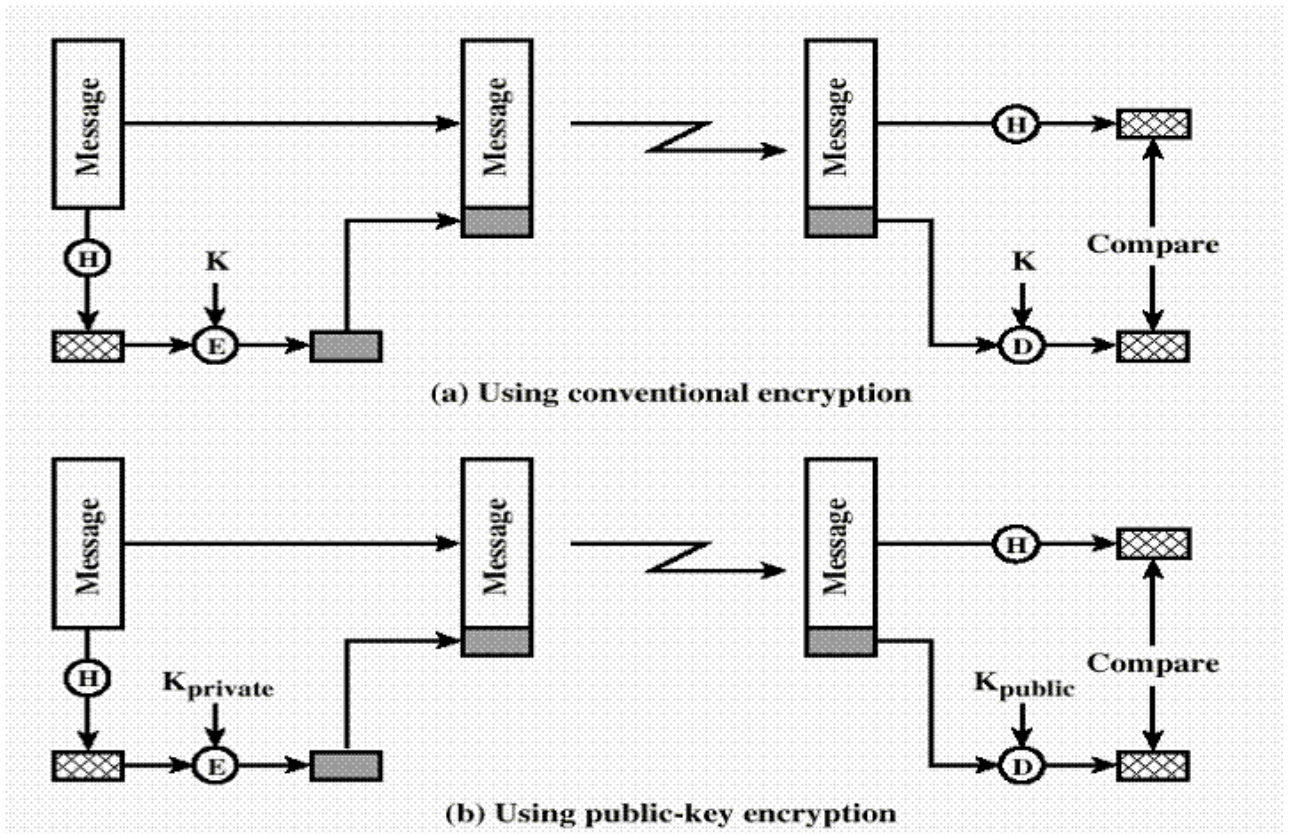 Message
Message
Message
H
H
K
K
Compare
E
D
(a) Using conventional encryption
Message
Message
Message
H
H
Kprivate
Kpublic
Compare
E
D
(b) Using public-key encryption